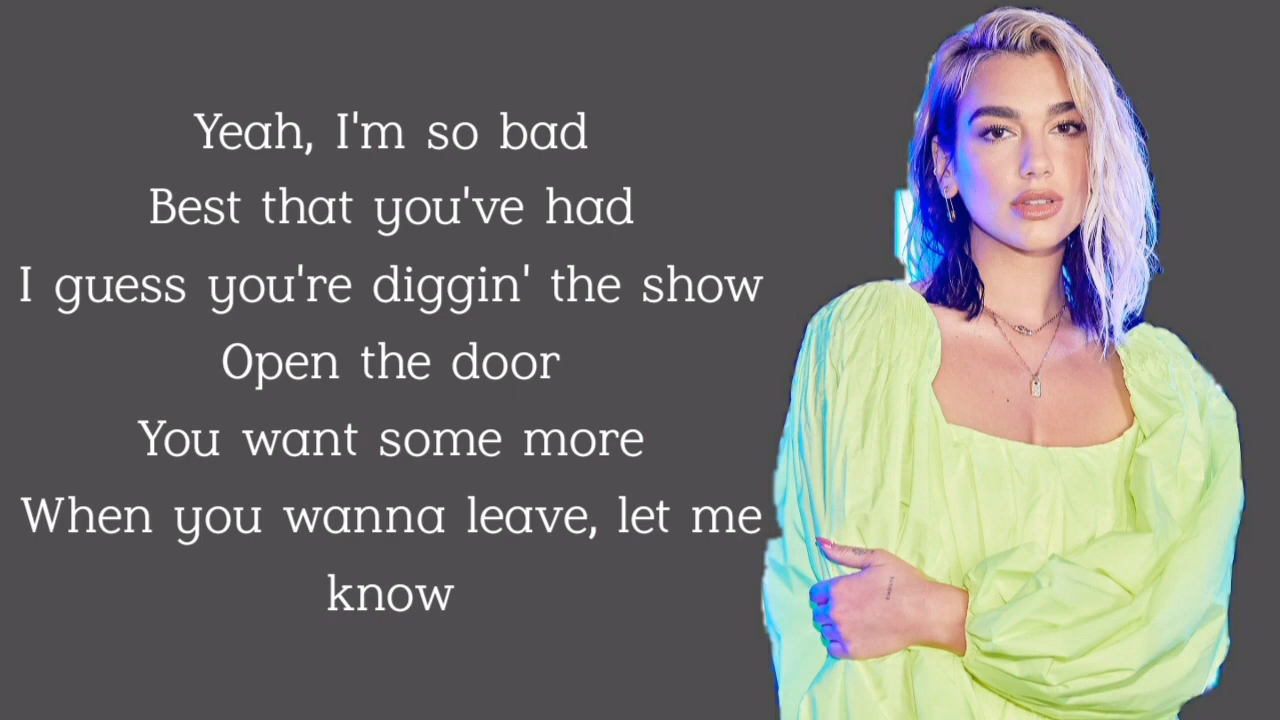 Yeah, I'm so bad
Best that you've had
I guess you're diggin' the show
Open the door
You want some more
When you wanna leave, let me
know